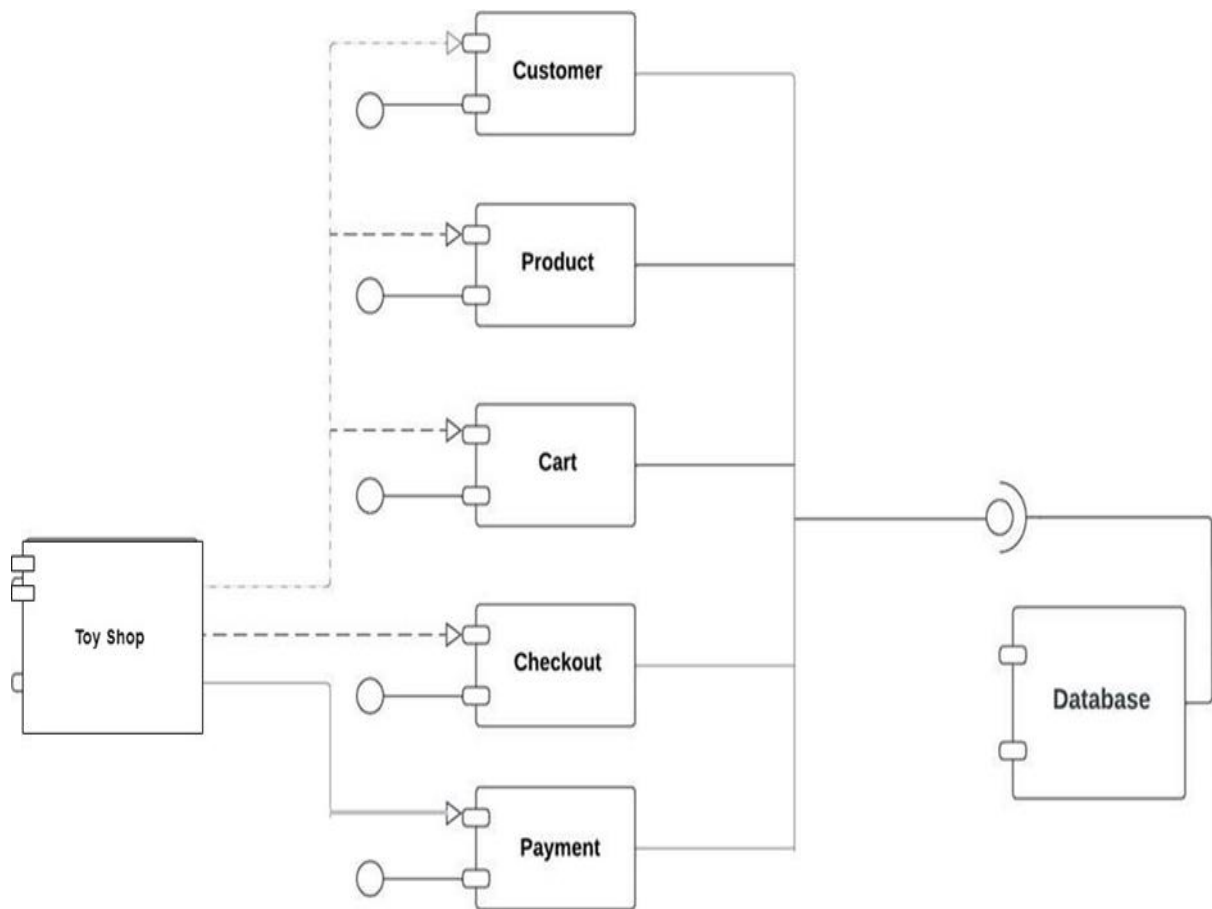 Customer
Product
Cart
Toy Shop
Checkout
Database
Payment